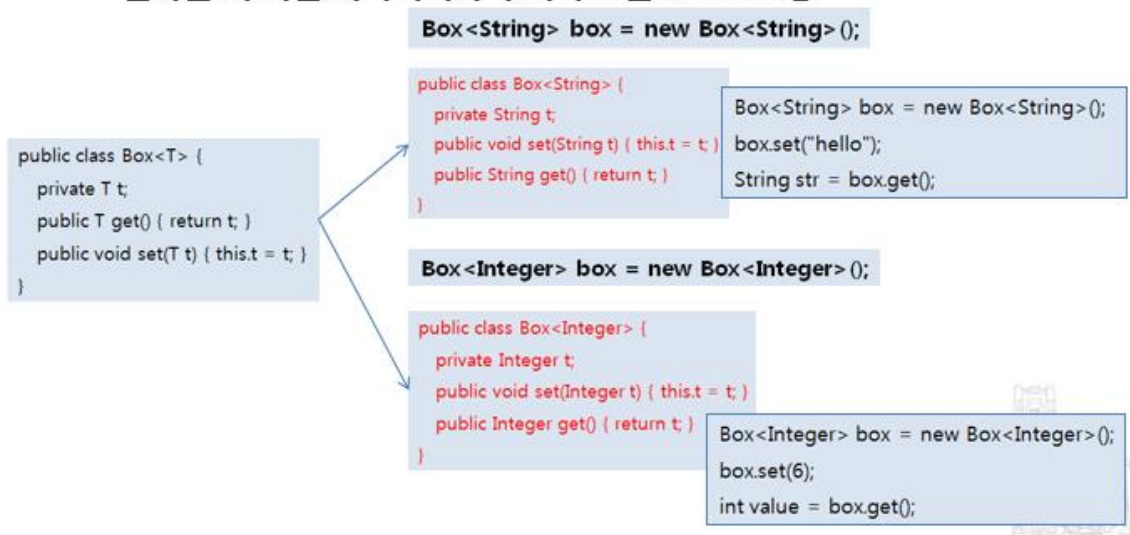 Box<String> box = new Box<String>();
public class Box<T> {
private T t;
public T get() { return t; }
public void set(T t) { this.t = t; }
}
public class Box<String> {
private String t;
public void set(String t) { this.t = t; }
public String get() { return t; }
}
Box<String> box = new Box<String>();
box.set("hello");
String str = box.get();
Box<Integer> box = new Box<Integer>();
public class Box<Integer> {
private Integer t;
public void set(Integer t) { this.t = t; }
public Integer get() { return t; }
}
Box<Integer> box = new Box<Integer>();
box.set(6);
int value = box.get();